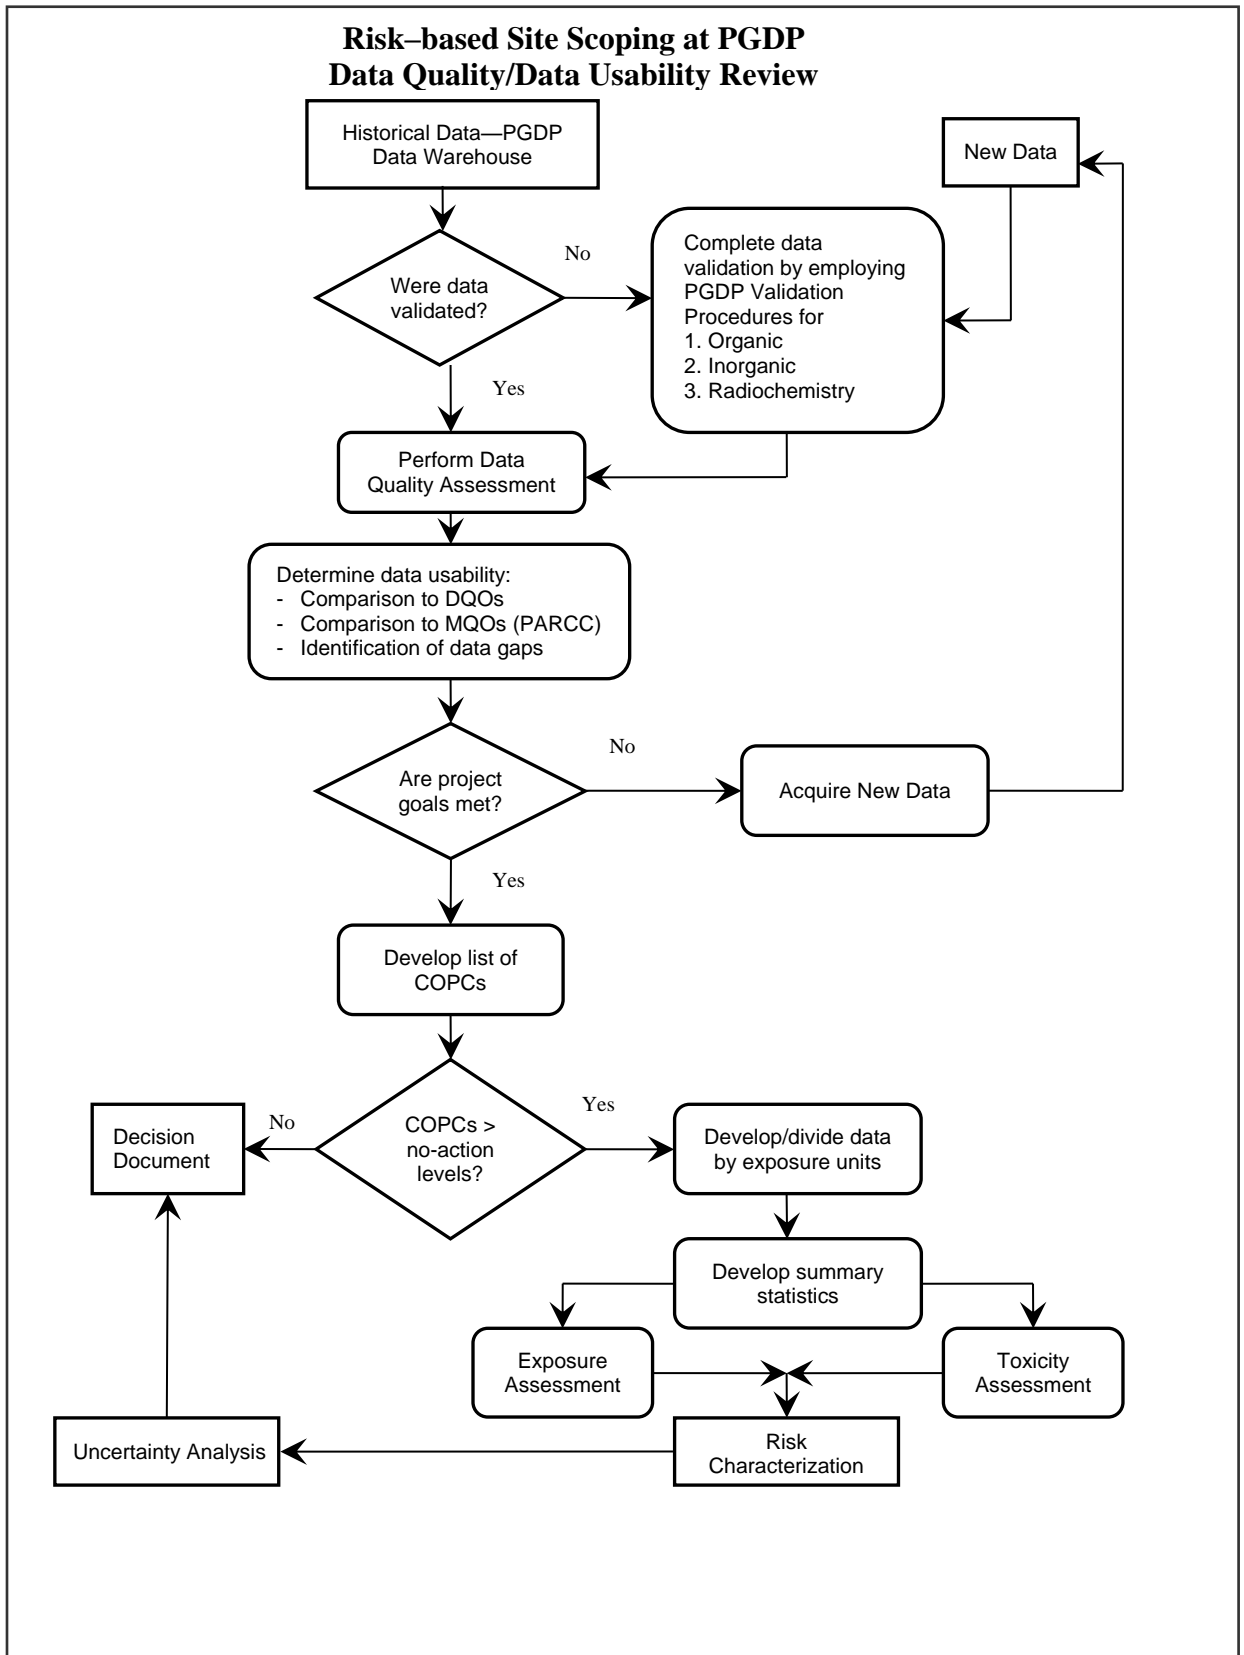 Risk–based Site Scoping at PGDP
Data Quality/Data Usability Review
Historical Data—PGDP
Data Warehouse
New Data
No
Complete data
validation by employing
PGDP Validation
Procedures for
1. Organic
2. Inorganic
3. Radiochemistry
Were data
validated?
Yes
Perform Data
Quality Assessment
Determine data usability:
- Comparison to DQOs
- Comparison to MQOs (PARCC)
- Identification of data gaps
No
Are project
goals met?
Acquire New Data
Yes
Develop list of
COPCs
Decision
Document
No
COPCs >
no-action
levels?
Yes
Develop/divide data
by exposure units
Develop summary
statistics
Exposure
Assessment
Toxicity
Assessment
Uncertainty Analysis
Risk
Characterization